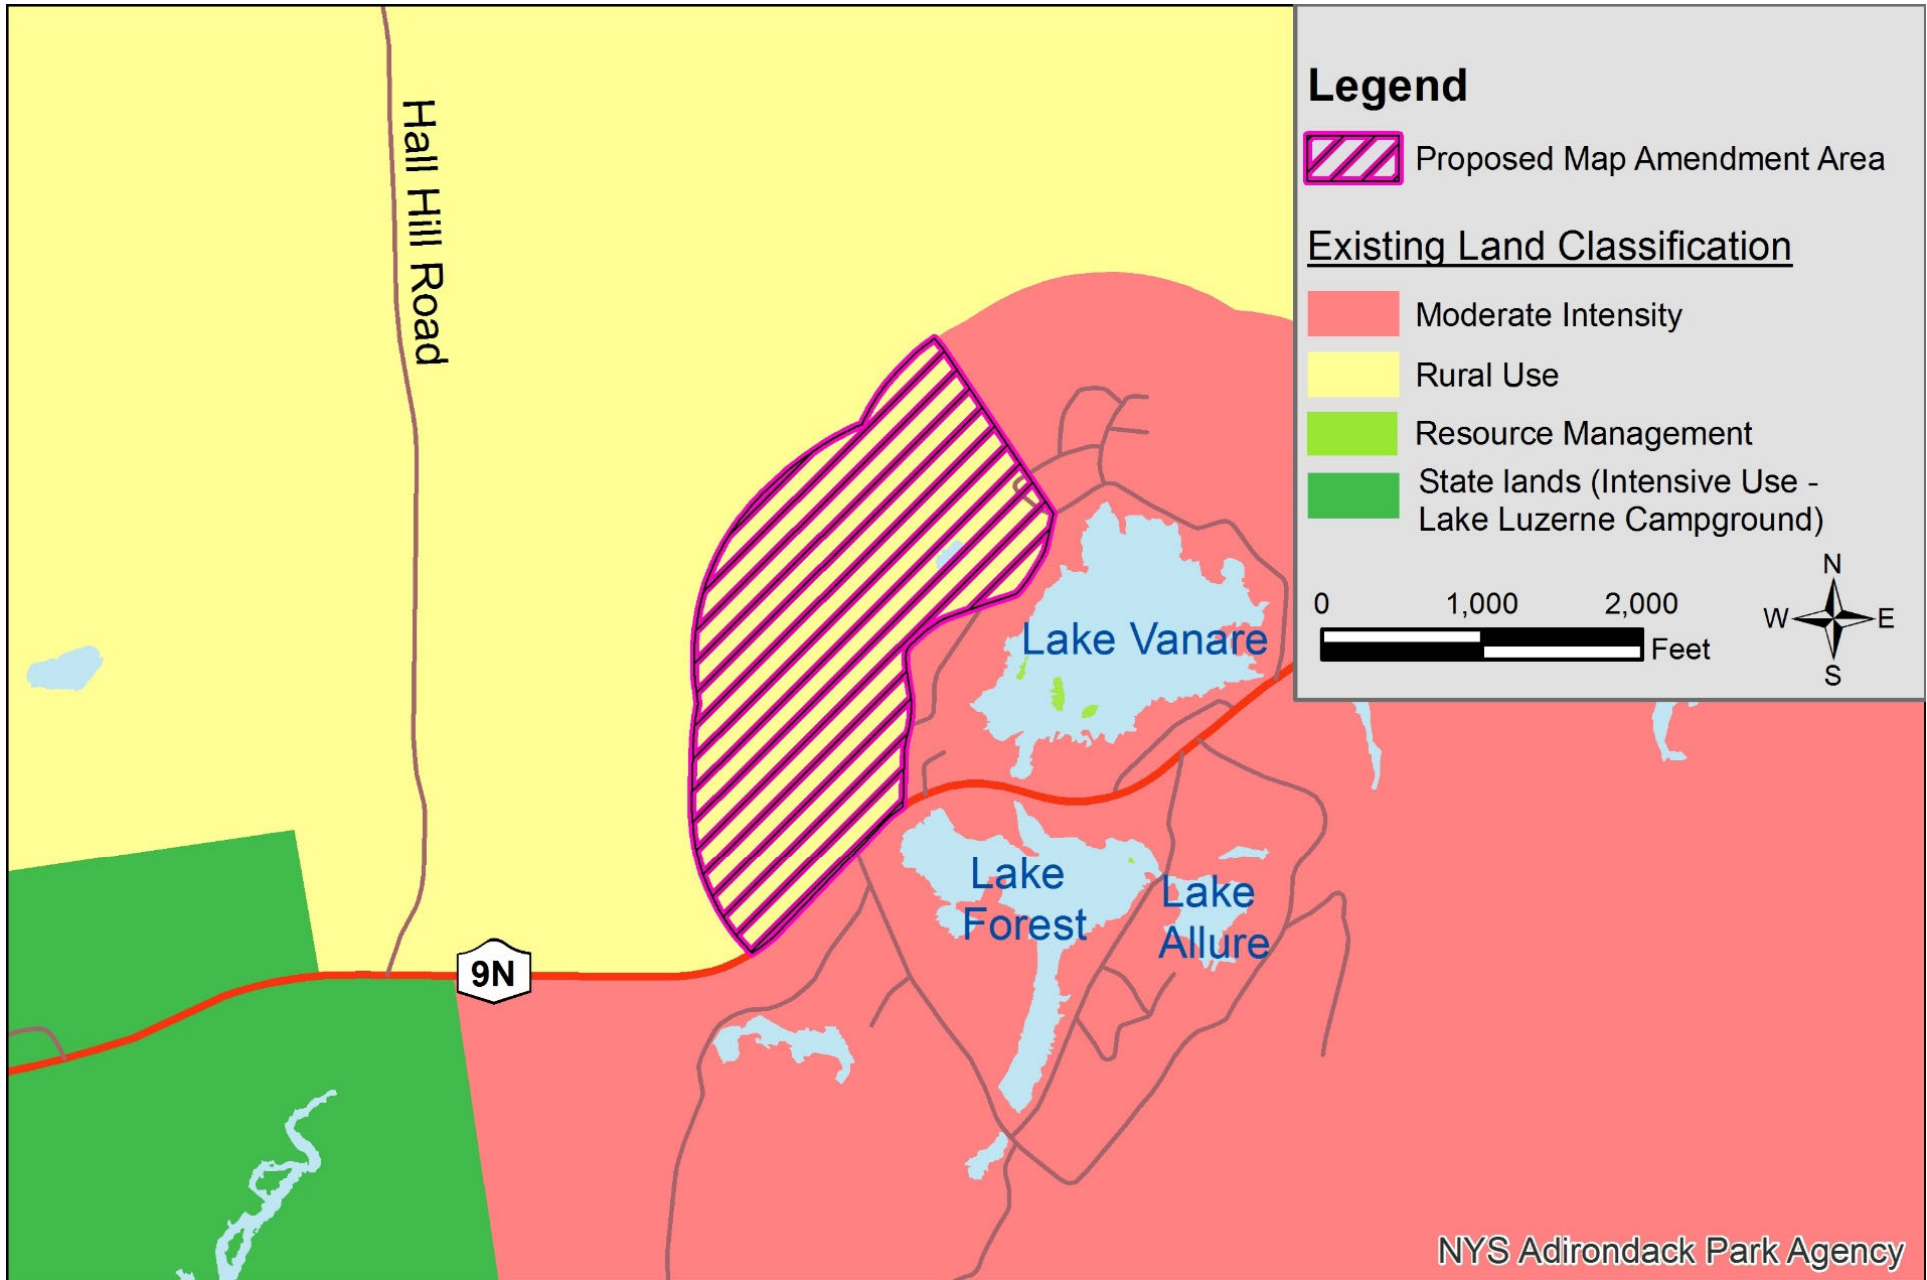 Hall Hill Road
Legend
Proposed Map Amendment Area
Existing Land Classification
Moderate Intensity
Rural Use
Resource Management
State lands (Intensive Use -
Lake Luzerne Campground)
0 1,000 2,000
Feet
N
W E
S
Lake Vanare
Lake
Forest
Lake
Allure
9N
NYS Adirondack Park Agency